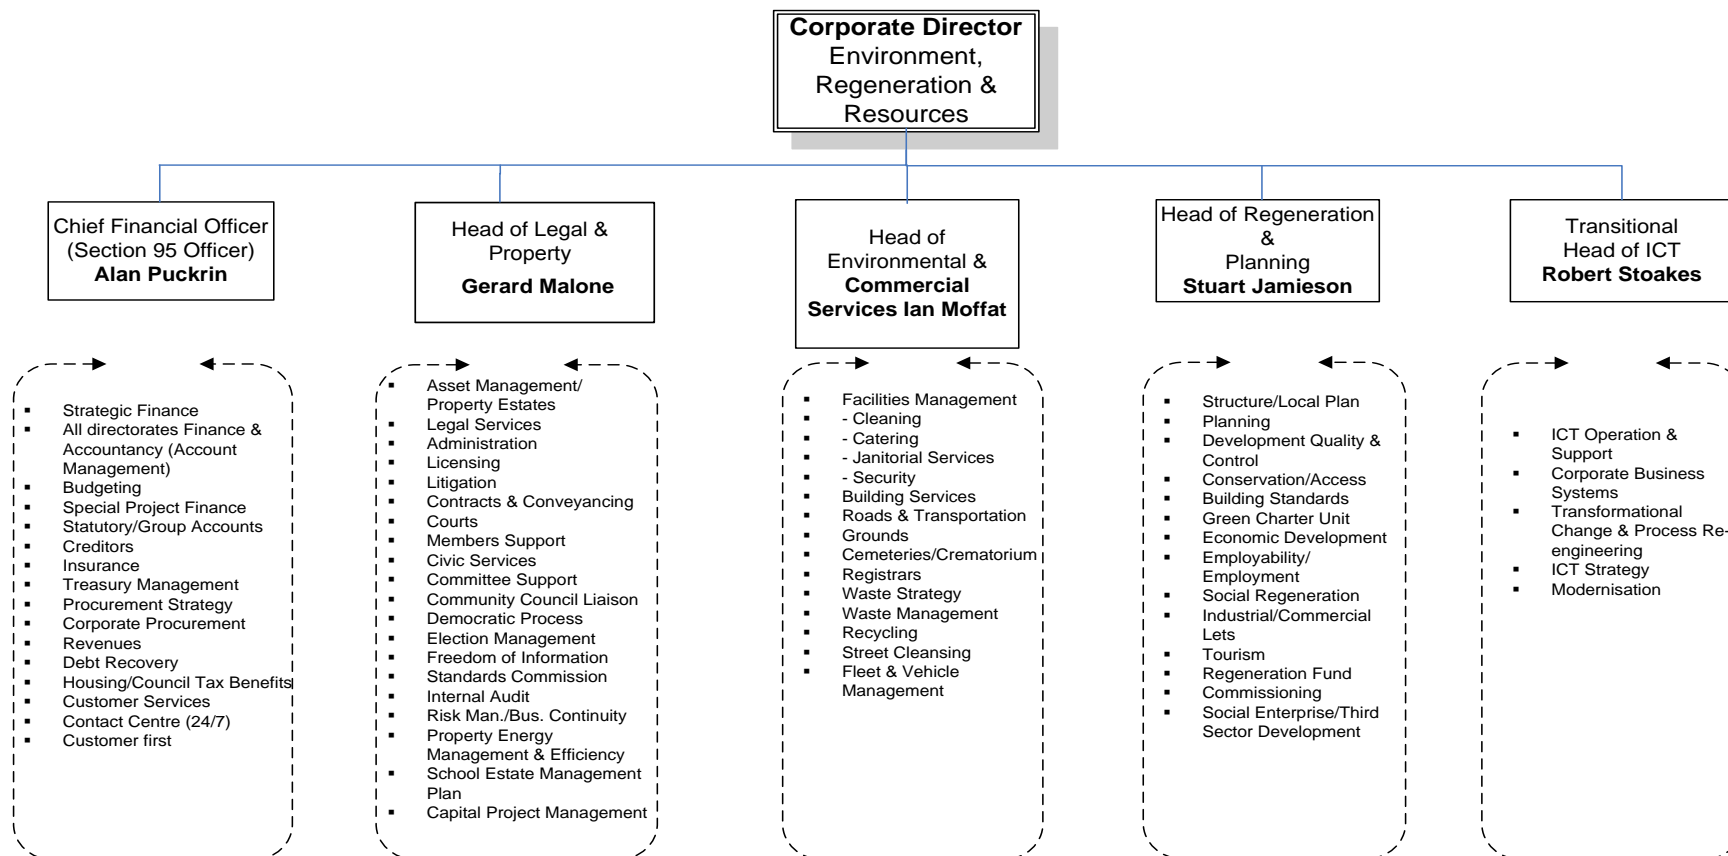 Corporate Director
Environment,
Regeneration &
Resources
Chief Financial Officer
(Section 95 Officer)
Alan Puckrin
Head of Legal &
Property
Gerard Malone
Head of
Environmental &
Commercial
Services Ian Moffat
Head of Regeneration
&
Planning
Stuart Jamieson
Transitional
Head of ICT
Robert Stoakes
▪ Strategic Finance
▪ All directorates Finance &
Accountancy (Account
Management)
▪ Budgeting
▪ Special Project Finance
▪ Statutory/Group Accounts
▪ Creditors
▪ Insurance
▪ Treasury Management
▪ Procurement Strategy
▪ Corporate Procurement
▪ Revenues
▪ Debt Recovery
▪ Housing/Council Tax Benefits
▪ Customer Services
▪ Contact Centre (24/7)
▪ Customer first
▪ Asset Management/
Property Estates
▪ Legal Services
▪ Administration
▪ Licensing
▪ Litigation
▪ Contracts & Conveyancing
▪ Courts
▪ Members Support
▪ Civic Services
▪ Committee Support
▪ Community Council Liaison
▪ Democratic Process
▪ Election Management
▪ Freedom of Information
▪ Standards Commission
▪ Internal Audit
▪ Risk Man./Bus. Continuity
▪ Property Energy
Management & Efficiency
▪ School Estate Management
Plan
▪ Capital Project Management
▪ Facilities Management
▪ - Cleaning
▪ - Catering
▪ - Janitorial Services
▪ - Security
▪ Building Services
▪ Roads & Transportation
▪ Grounds
▪ Cemeteries/Crematorium
▪ Registrars
▪ Waste Strategy
▪ Waste Management
▪ Recycling
▪ Street Cleansing
▪ Fleet & Vehicle
Management
▪ Structure/Local Plan
▪ Planning
▪ Development Quality &
Control
▪ Conservation/Access
▪ Building Standards
▪ Green Charter Unit
▪ Economic Development
▪ Employability/
Employment
▪ Social Regeneration
▪ Industrial/Commercial
Lets
▪ Tourism
▪ Regeneration Fund
▪ Commissioning
▪ Social Enterprise/Third
Sector Development
▪ ICT Operation &
Support
▪ Corporate Business
Systems
▪ Transformational
Change & Process Re-
engineering
▪ ICT Strategy
▪ Modernisation